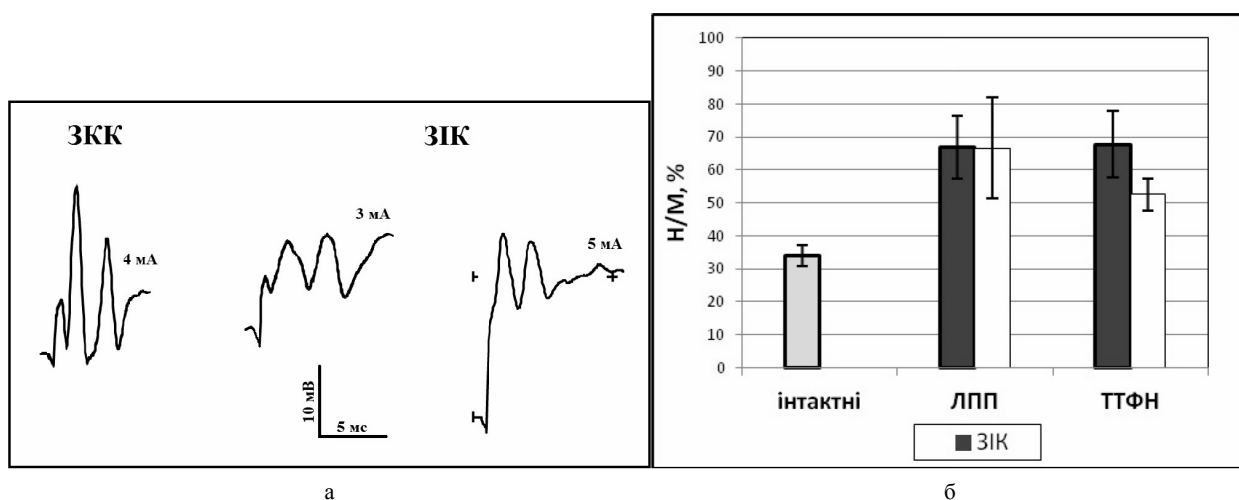 ЗКК
ЗІК
4 мА
3 мА
5 мА
10 мВ
5 мс
а
100
90
80
70
60
50
40
30
20
10
0
Н/М, %
інтактні
ЛПП
ТТФН
ЗІК
б